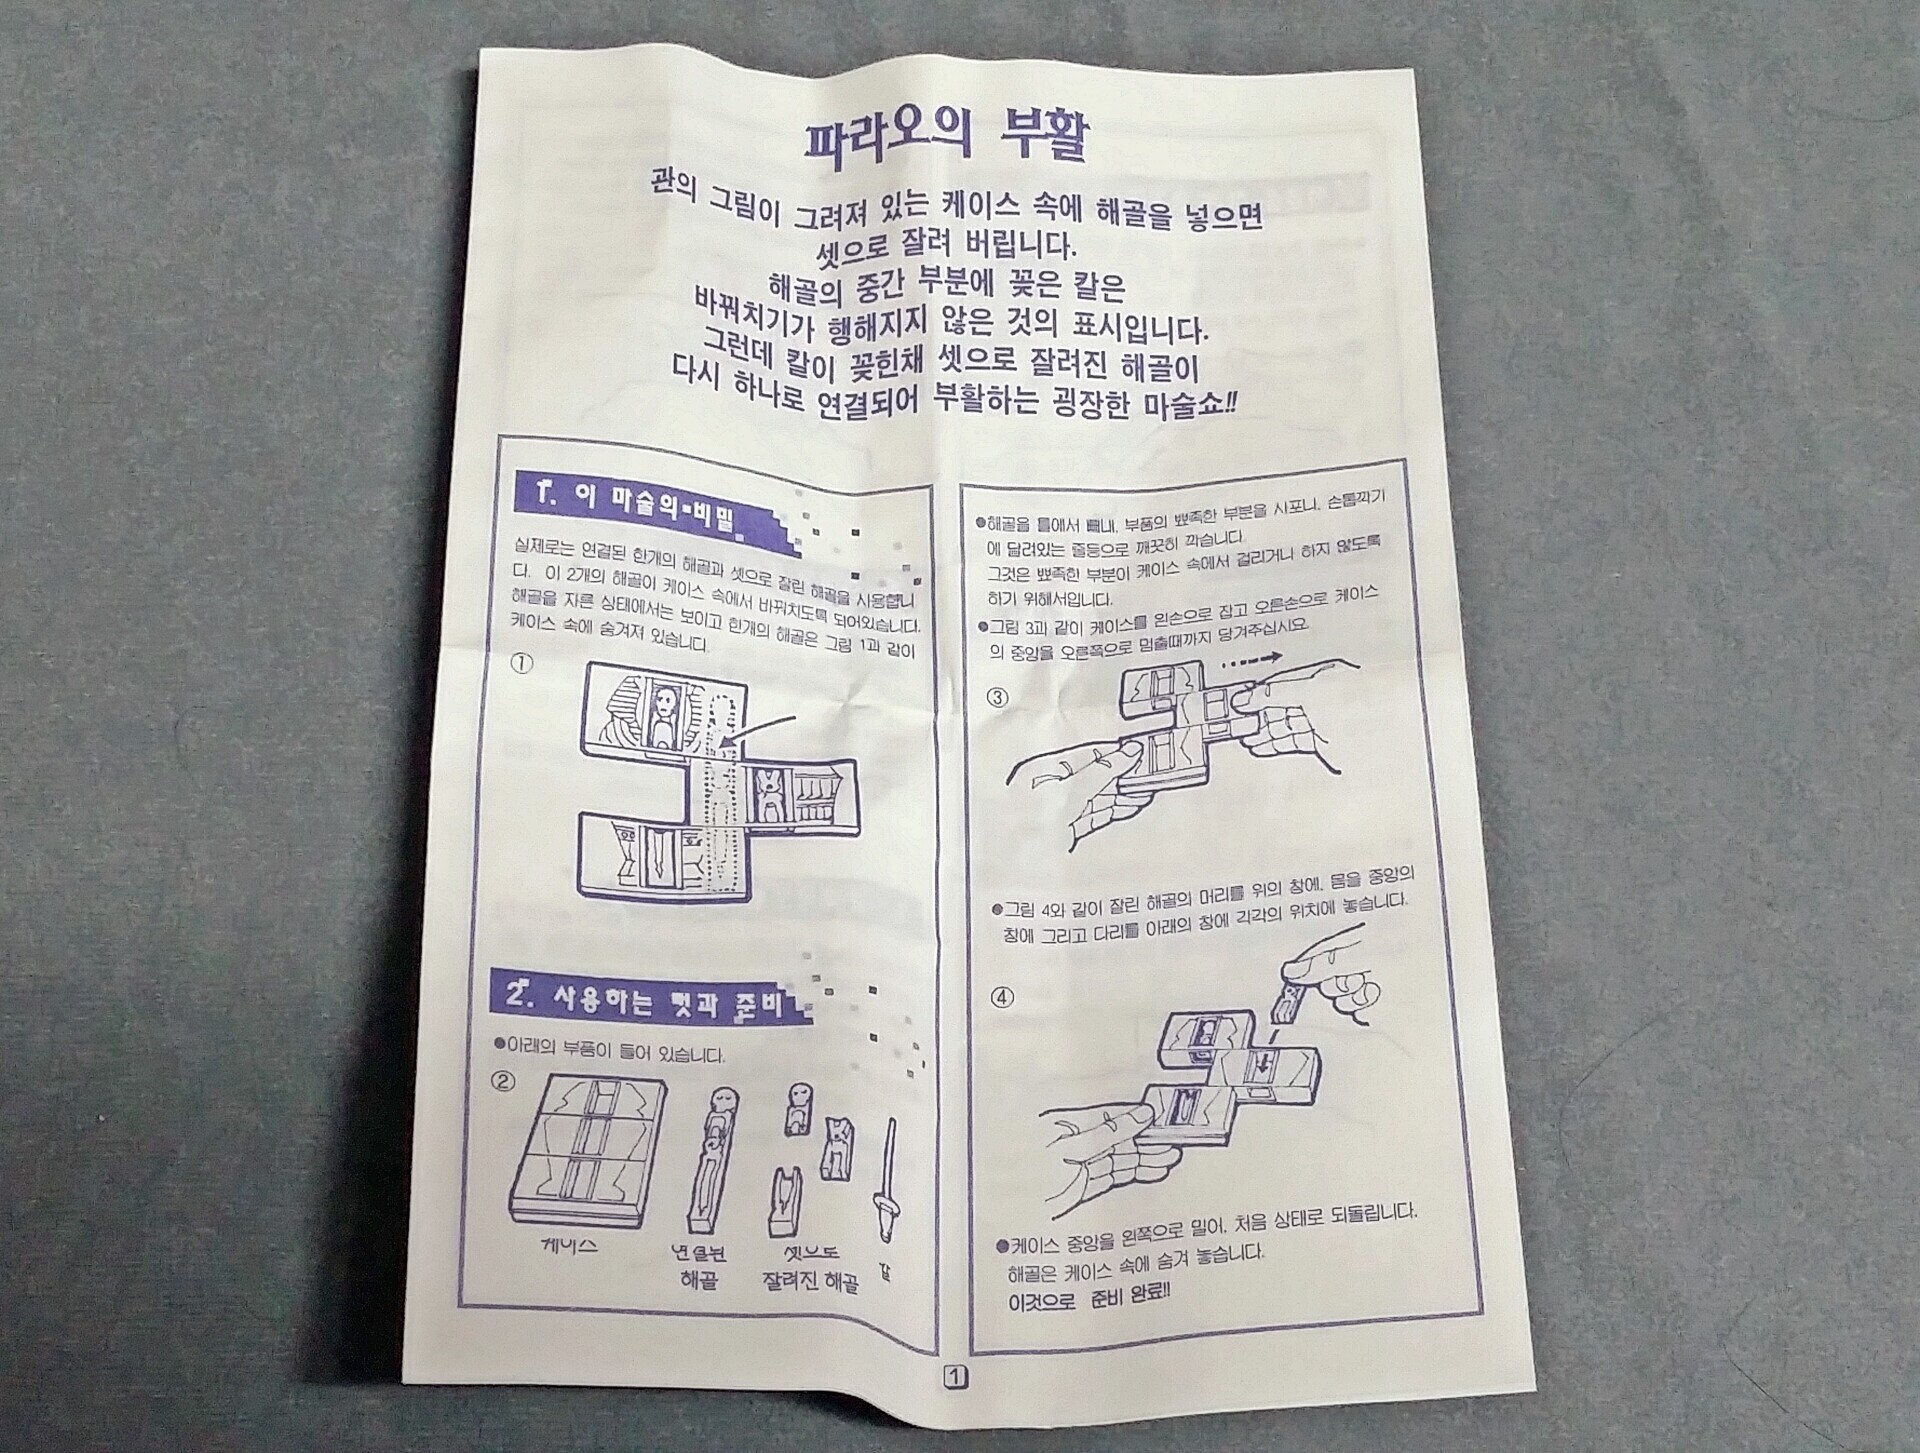 파라오의 부활
관의 그림이 그려져 있는 케이스 속에 해골을 넣으면
셋으로 잘려 버립니다.
해골의 중간 부분에 꽂은 칼은
바꿔치기가 행해지지 않은 것의 표시입니다.
그런데 칼이 꽂힌채 셋으로 잘려진 해골이
다시 하나로 연결되어 부활하는 굉장한 마술쇼!!
1. 이 마술의 비밀
실제로는 연결된 한개의 해골과 셋으로 잘린 해골을 사용합니
다. 이 2개의 해골이 케이스 속에서 바꿔치도록 되어있습니다.
해골을 자른 상태에서는 보이고 한개의 해골은 그림 1과 같이
케이스 속에 숨겨져 있습니다.
①
2. 사용하는 것과 준비
●아래의 부품이 들어 있습니다.
②
케이스
연결된
해골
셋으로
잘려진 해골
칼
●해골을 틀에서 빼내, 부품의 뾰족한 부분을 사포나, 손톱깍기
에 달려있는 줄등으로 깨끗히 깍습니다.
그것은 뾰족한 부분이 케이스 속에서 걸리거나 하지 않도록
하기 위해서입니다.
●그림 3과 같이 케이스를 왼손으로 잡고 오른손으로 케이스
의 중앙을 오른쪽으로 멈출때까지 당겨주십시요.
③
●그림 4와 같이 잘린 해골의 머리를 위의 창에, 몸을 중앙의
창에 그리고 다리를 아래의 창에 각각의 위치에 놓습니다.
④
●케이스 중앙을 왼쪽으로 밀어, 처음 상태로 되돌립니다.
해골은 케이스 속에 숨겨 놓습니다.
이것으로 준비 완료!!
1